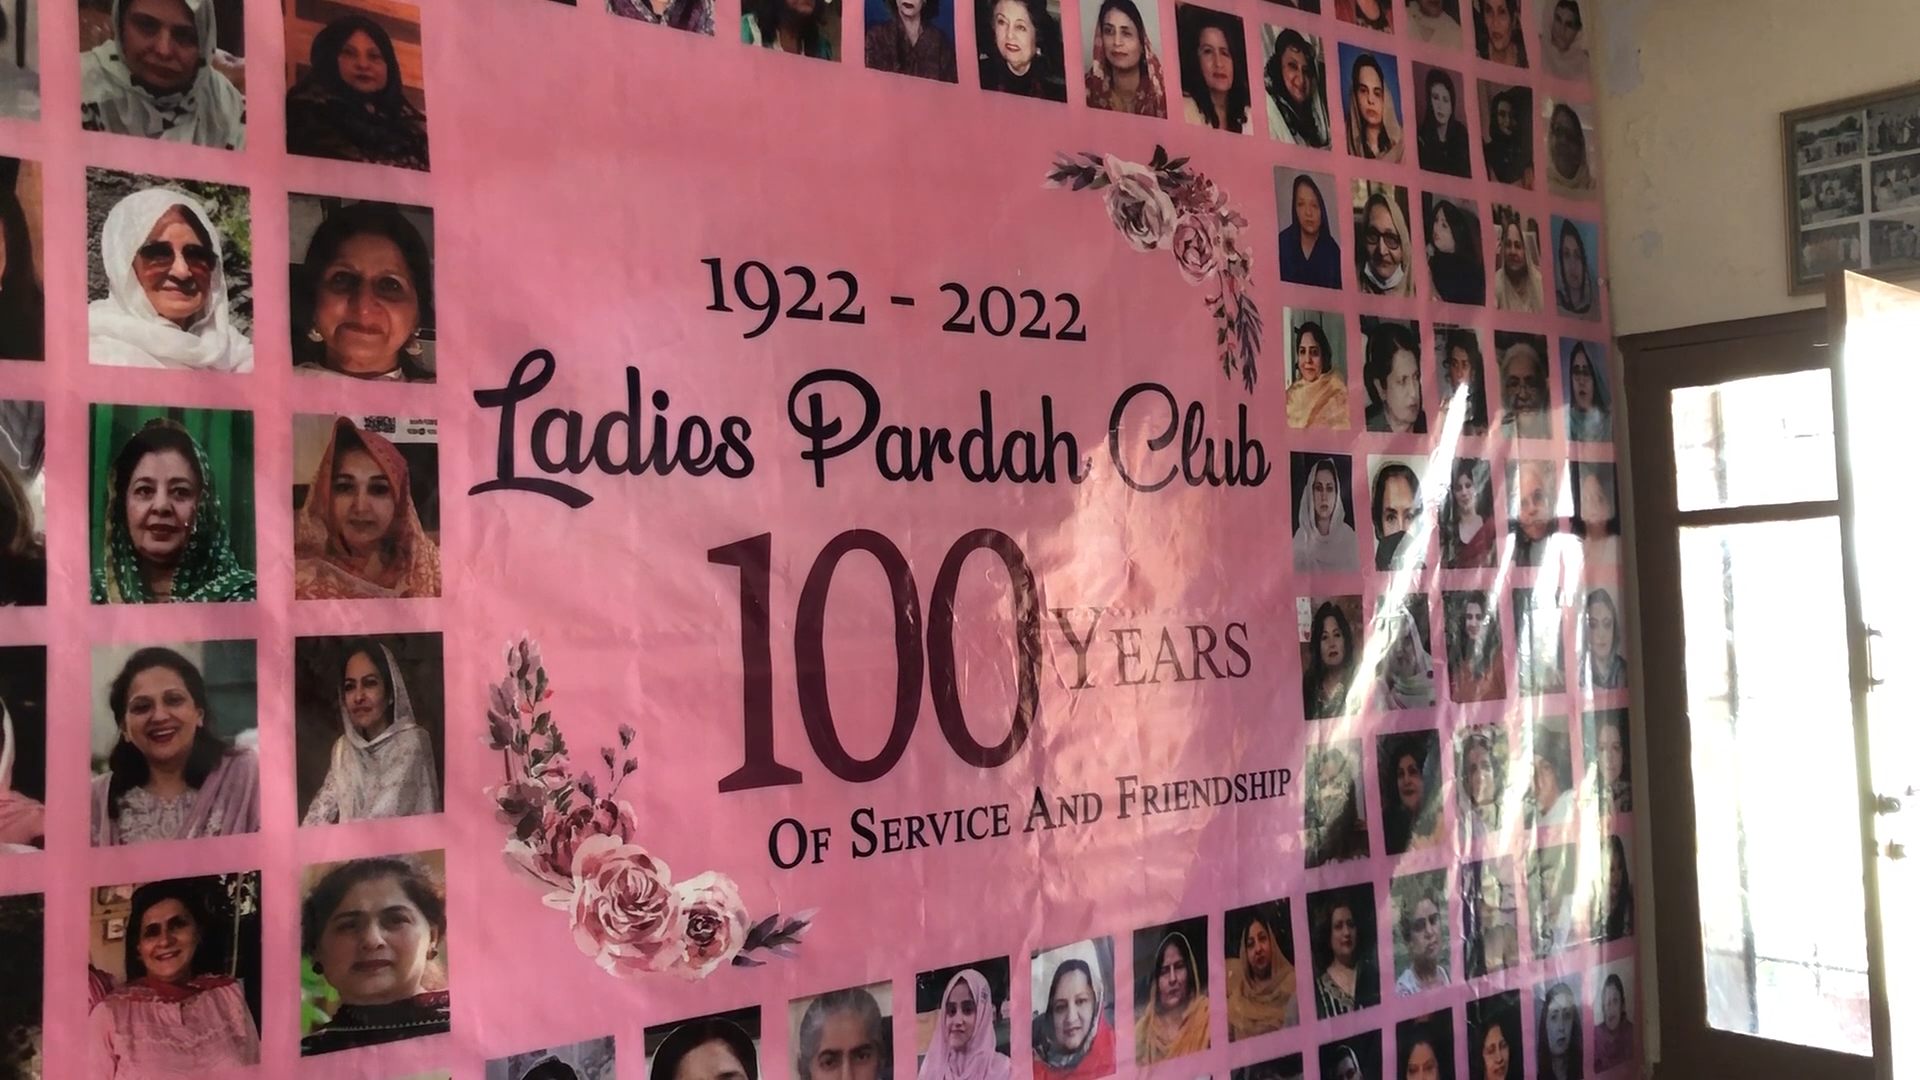 1922 - 2022
Ladies Pardah Club
100 YEARS
OF SERVICE AND FRIENDSHIP